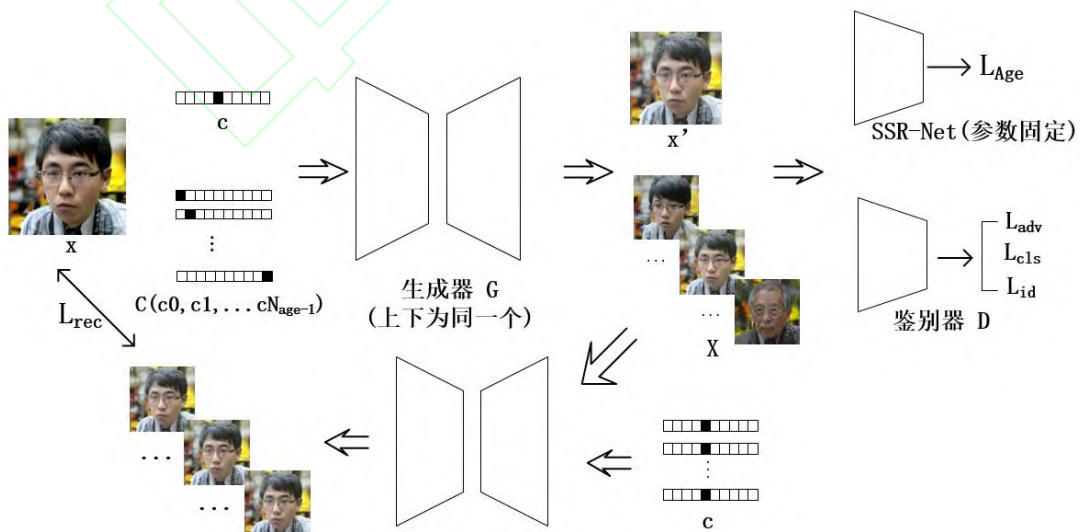 x
c
⋮
C(c0,c1,...cN_age-1)
生成器 G
(上下为同一个)
x'
...
...
X
L_Age
SSR-Net(参数固定)
L_adv
L_cls
L_id
鉴别器 D
L_rec
...
...
⋮
c